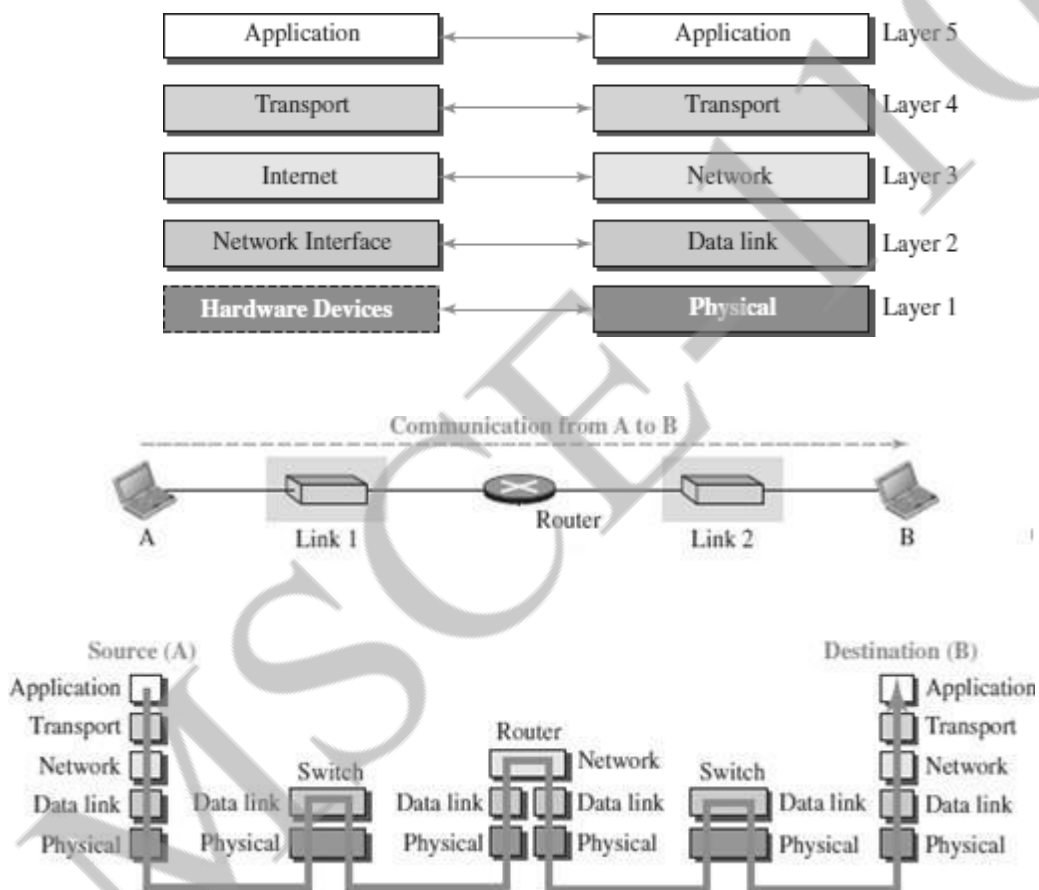 Application Application Layer 5
Transport Transport Layer 4
Internet Network Layer 3
Network Interface Data link Layer 2
Hardware Devices Physical Layer 1
Communication from A to B
Router
A Link 1 Link 2 B
Source (A) Destination (B)
Application Application
Transport Transport
Router
Network Switch Network Switch Network
Data link Data link Data link Data link Data link Data link
Physical Physical Physical Physical Physical Physical
MSCE-110